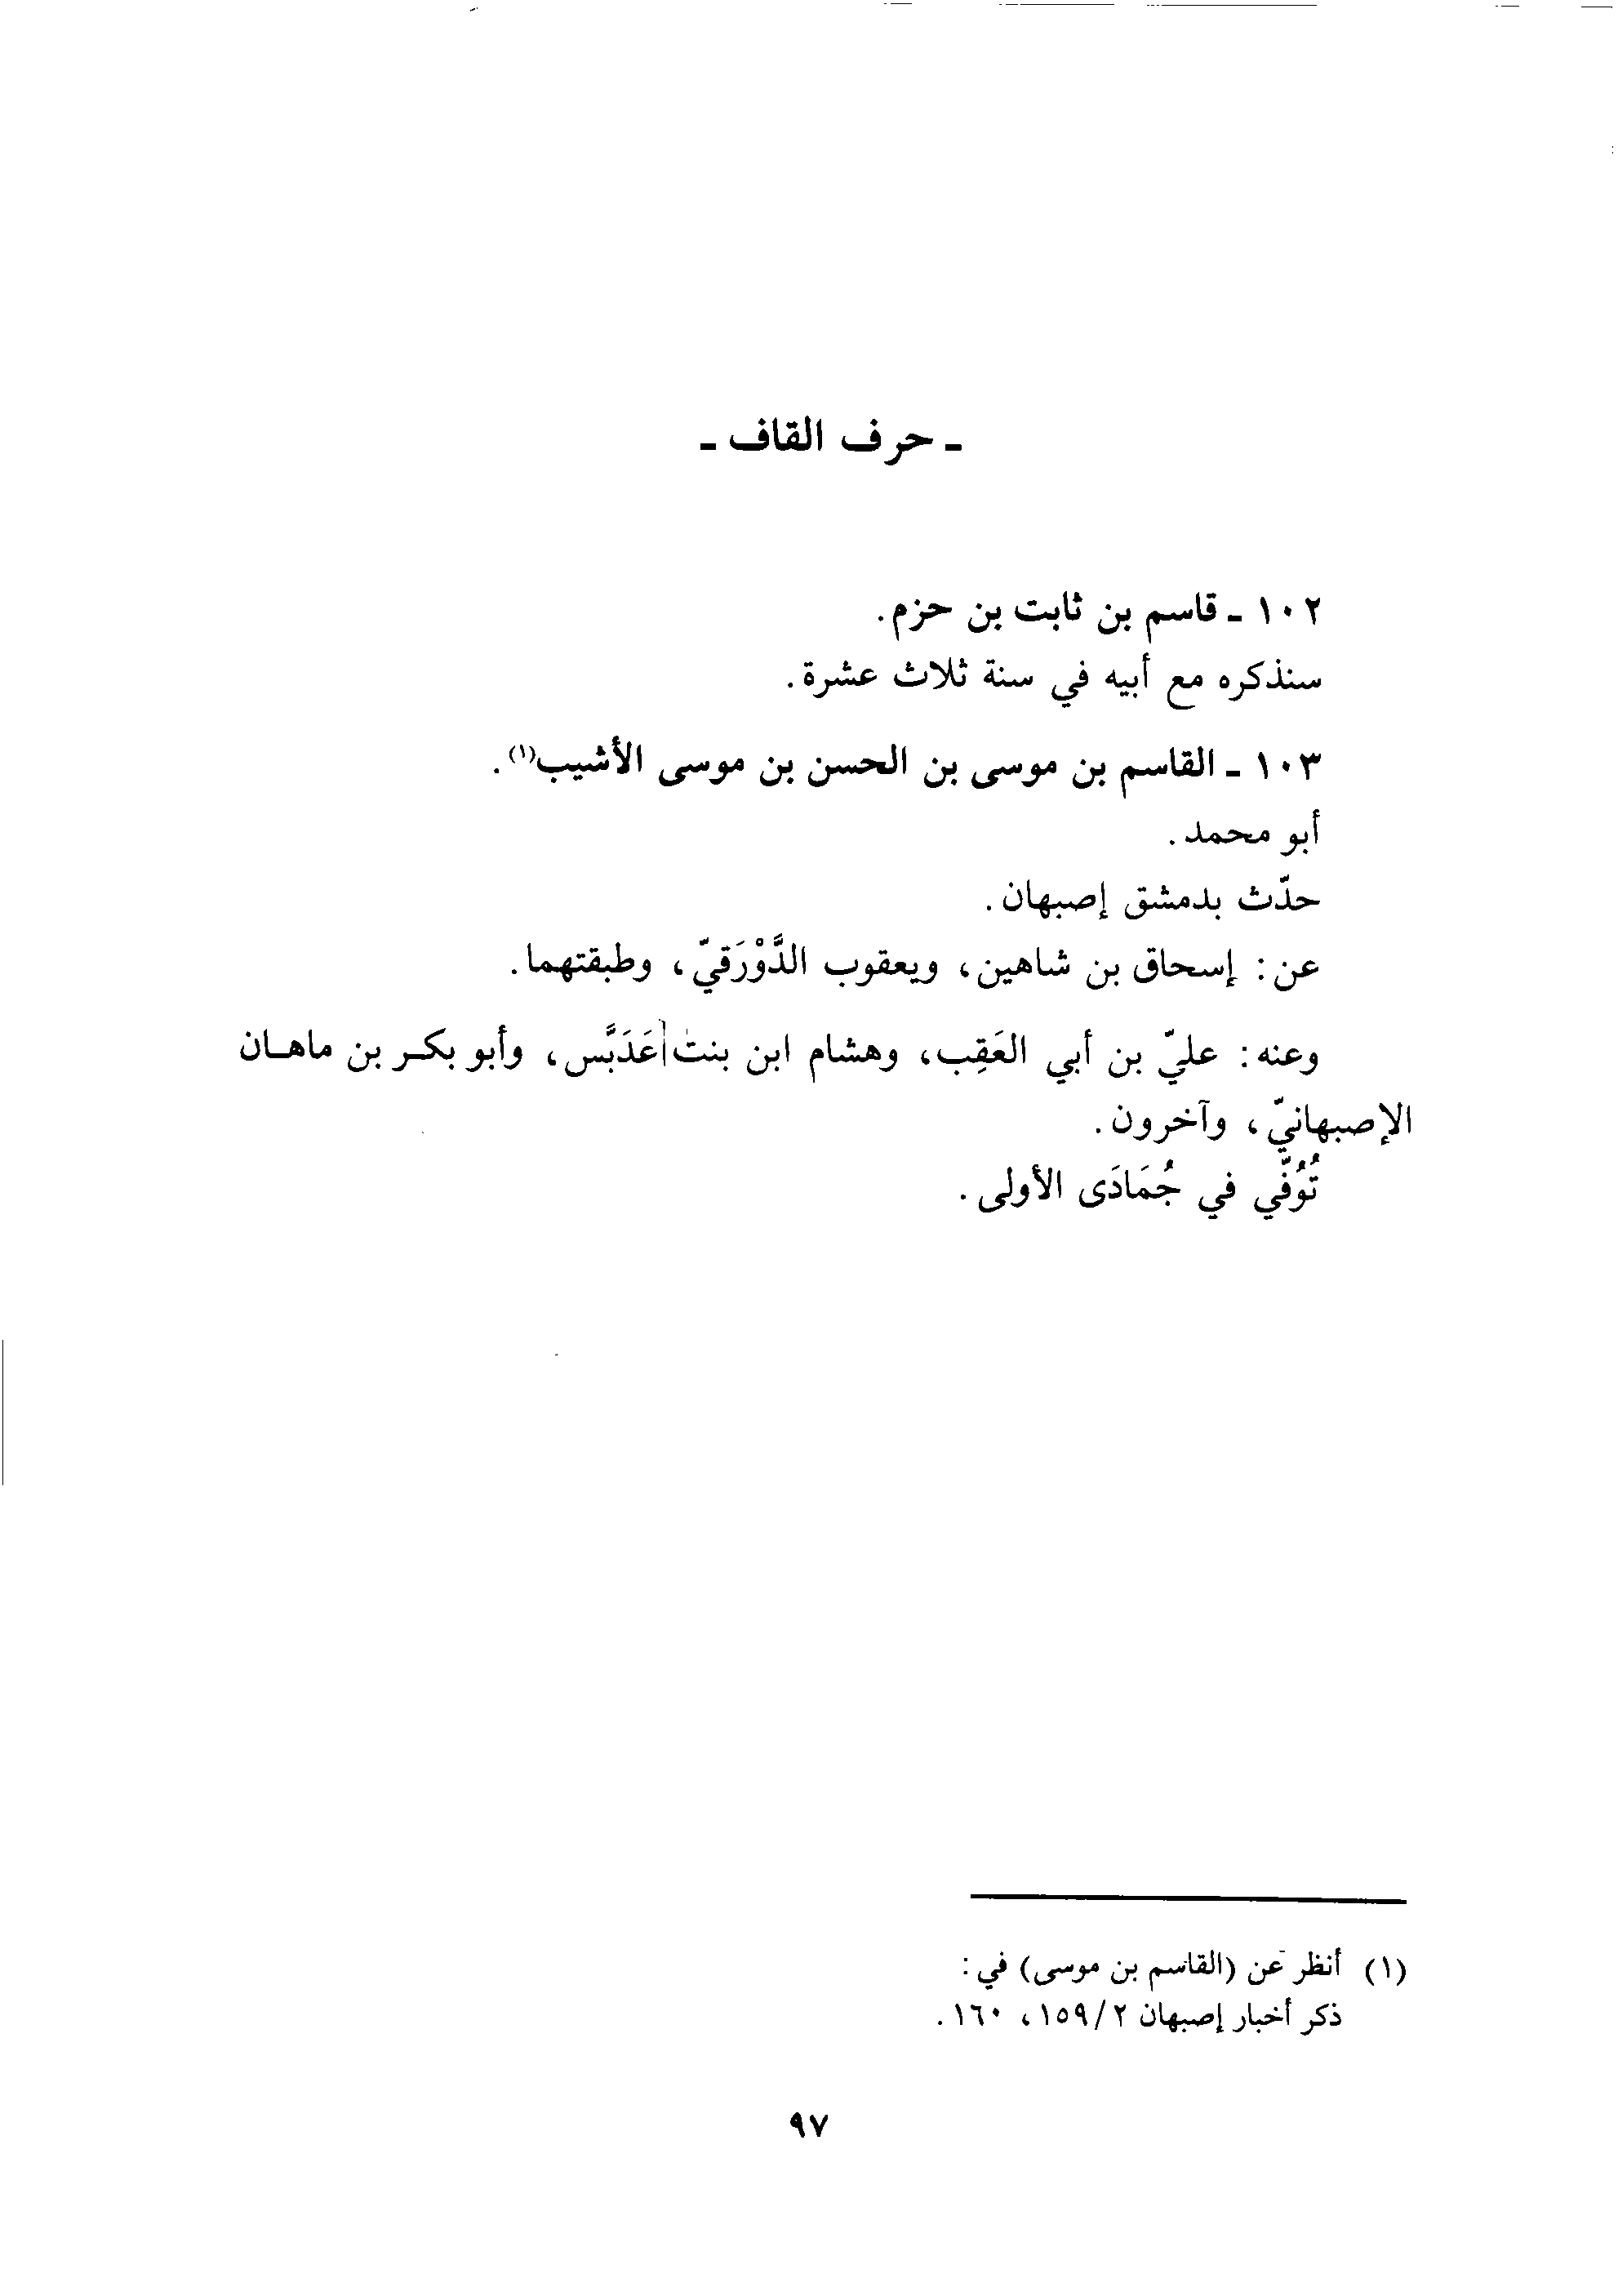 ـ حرف القاف ـ
١٠٢ ـ قاسم بن ثابت بن حزم.
سنذكره مع أبيه في سنة ثلاث عشرة.
١٠٣ ـ القاسم بن موسى بن الحسن بن موسى الأشيب(١).
أبو محمد.
حدّث بدمشق إصبهان.
عن: إسحاق بن شاهين، ويعقوب الدَّوْرَقيّ، وطبقتهما.
وعنه: عليّ بن أبي العَقِب، وهشام ابن بنت عَدَبَّس، وأبو بكر بن ماهان
الإصبهانيّ، وآخرون.
تُوُفّي في جُمَادَى الأولى.
(١) أنظر عن (القاسم بن موسى) في:
ذكر أخبار إصبهان ٢/١٥٩، ١٦٠.
٩٧